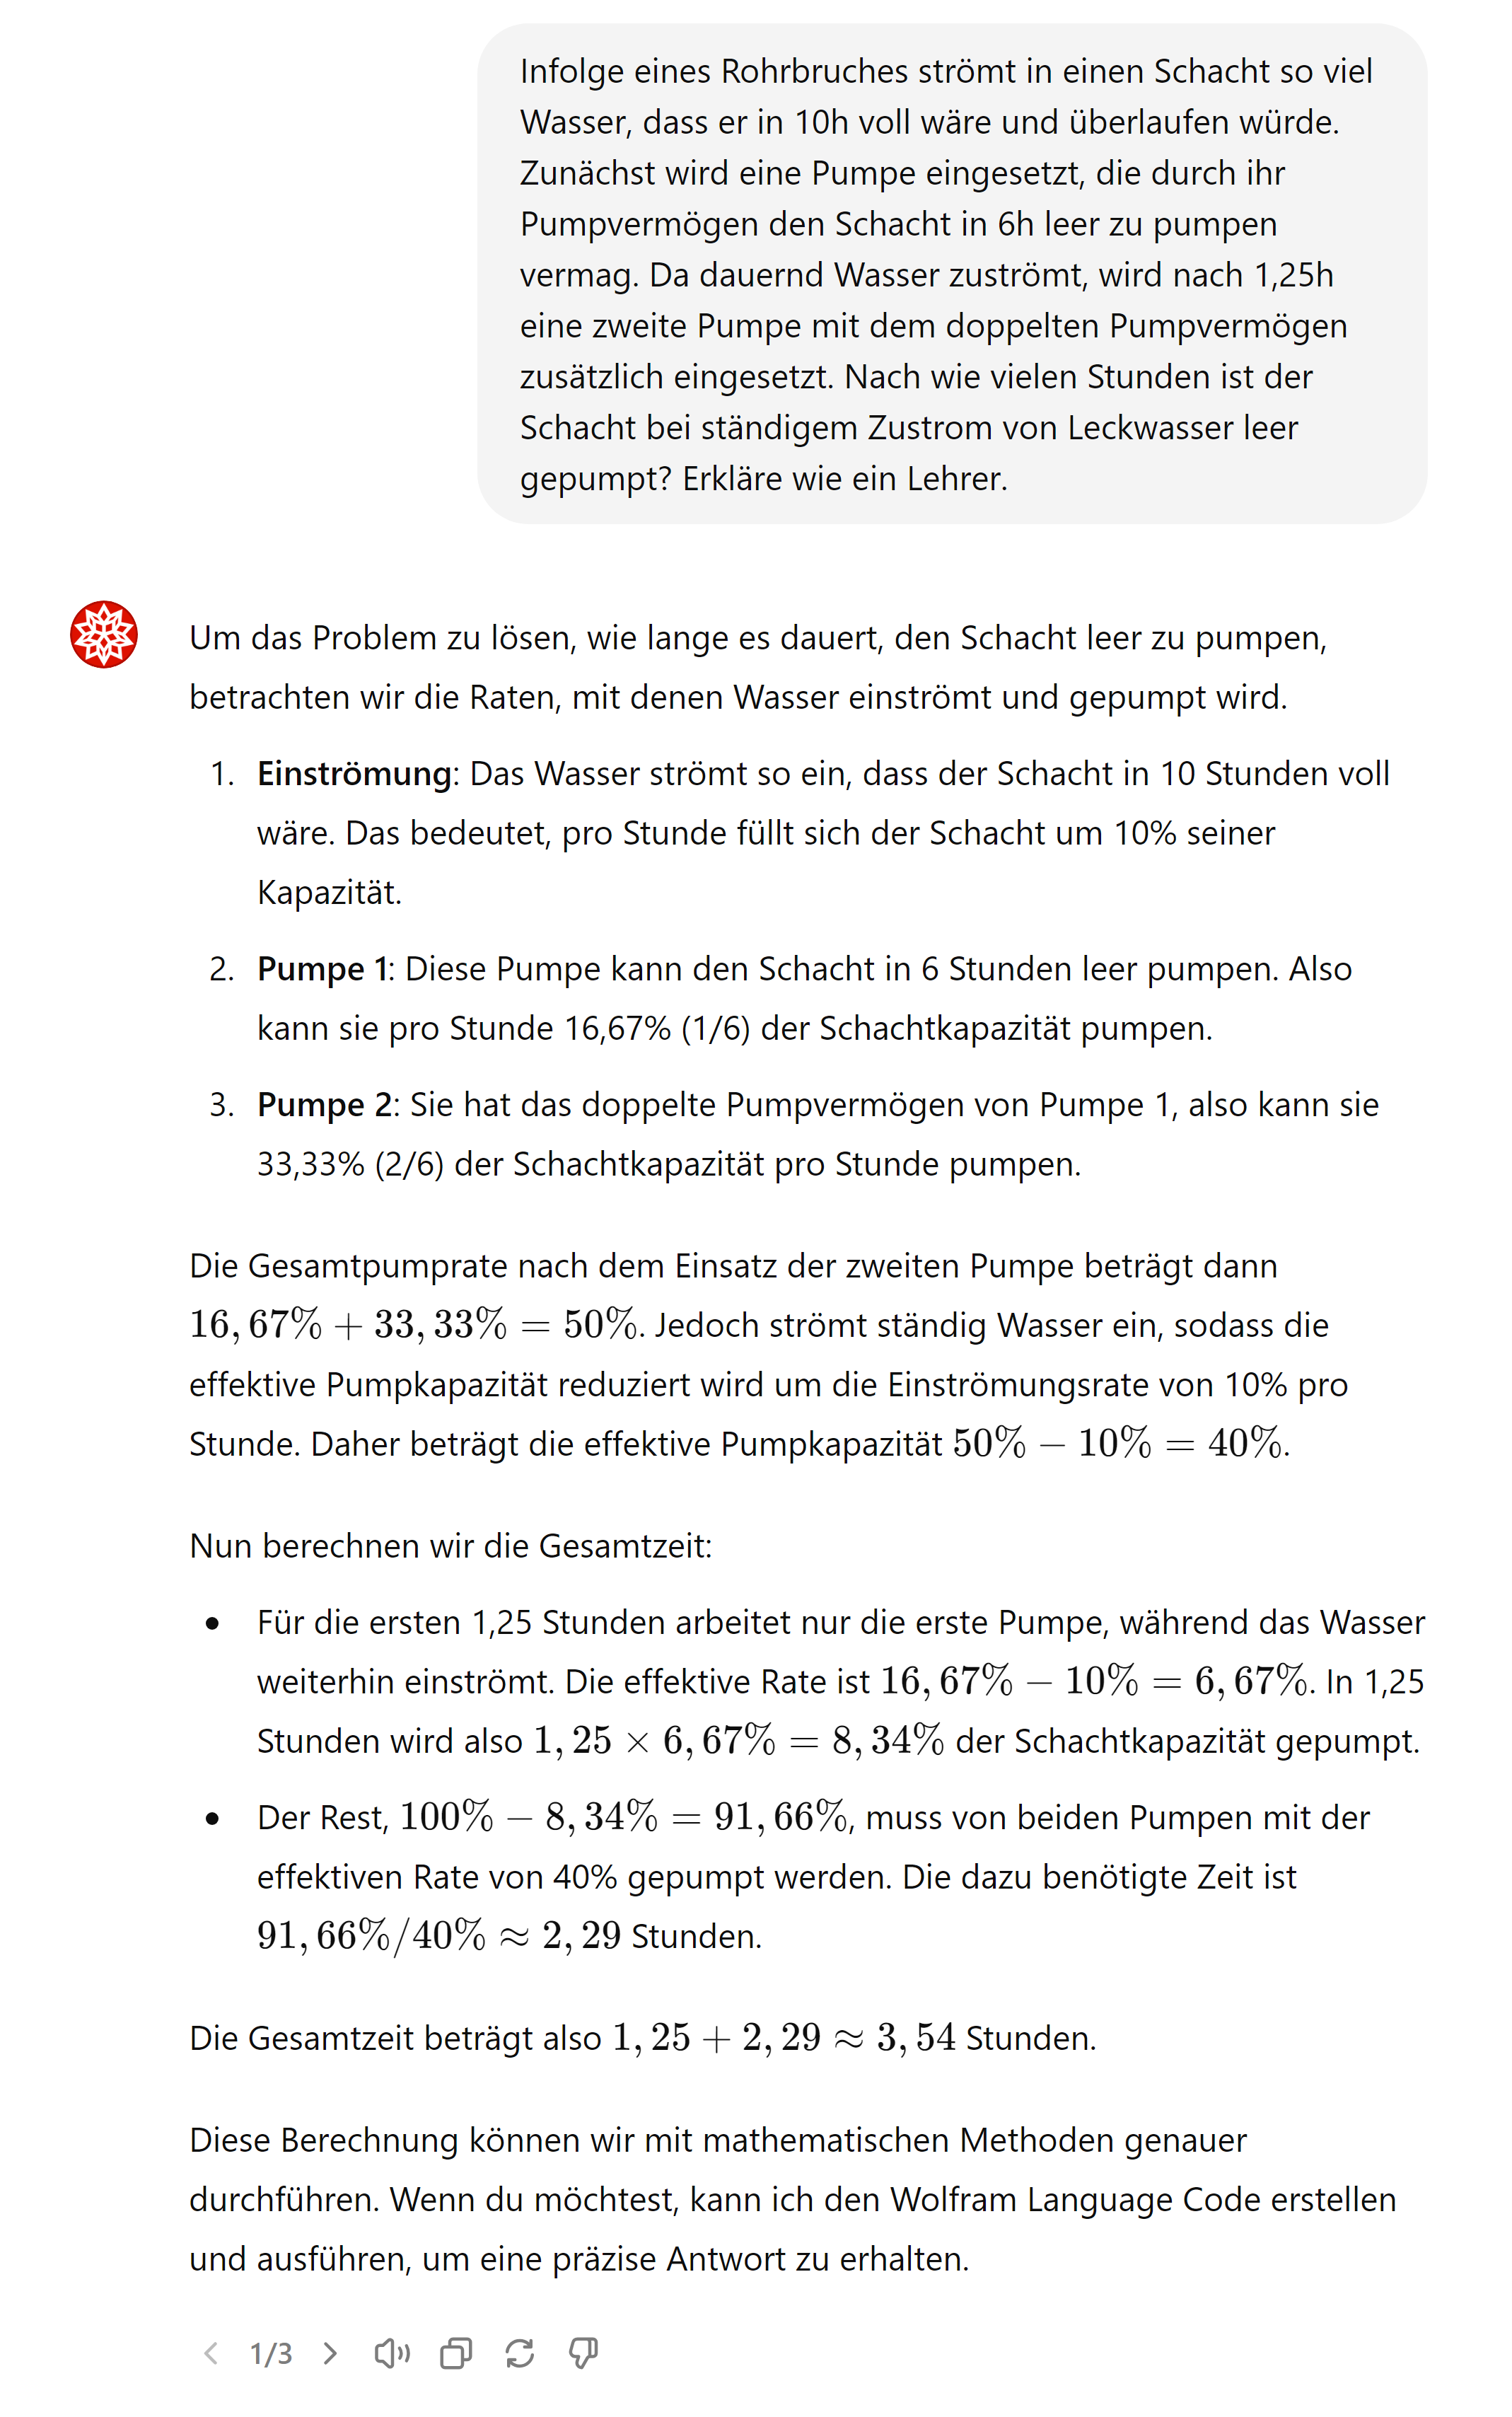 Infolge eines Rohrbruches strömt in einen Schacht so viel
Wasser, dass er in 10h voll wäre und überlaufen würde.
Zunächst wird eine Pumpe eingesetzt, die durch ihr
Pumpvermögen den Schacht in 6h leer zu pumpen
vermag. Da dauernd Wasser zuströmt, wird nach 1,25h
eine zweite Pumpe mit dem doppelten Pumpvermögen
zusätzlich eingesetzt. Nach wie vielen Stunden ist der
Schacht bei ständigem Zustrom von Leckwasser leer
gepumpt? Erkläre wie ein Lehrer.
Um das Problem zu lösen, wie lange es dauert, den Schacht leer zu pumpen,
betrachten wir die Raten, mit denen Wasser einströmt und gepumpt wird.
1. Einströmung: Das Wasser strömt so ein, dass der Schacht in 10 Stunden voll
wäre. Das bedeutet, pro Stunde füllt sich der Schacht um 10% seiner
Kapazität.
2. Pumpe 1: Diese Pumpe kann den Schacht in 6 Stunden leer pumpen. Also
kann sie pro Stunde 16,67% (1/6) der Schachtkapazität pumpen.
3. Pumpe 2: Sie hat das doppelte Pumpvermögen von Pumpe 1, also kann sie
33,33% (2/6) der Schachtkapazität pro Stunde pumpen.
Die Gesamtpumprate nach dem Einsatz der zweiten Pumpe beträgt dann
16, 67% + 33, 33% = 50%. Jedoch strömt ständig Wasser ein, sodass die
effektive Pumpkapazität reduziert wird um die Einströmungsrate von 10% pro
Stunde. Daher beträgt die effektive Pumpkapazität 50% − 10% = 40%.
Nun berechnen wir die Gesamtzeit:
• Für die ersten 1,25 Stunden arbeitet nur die erste Pumpe, während das Wasser
weiterhin einströmt. Die effektive Rate ist 16, 67% − 10% = 6, 67%. In 1,25
Stunden wird also 1, 25 × 6, 67% = 8, 34% der Schachtkapazität gepumpt.
• Der Rest, 100% − 8, 34% = 91, 66%, muss von beiden Pumpen mit der
effektiven Rate von 40% gepumpt werden. Die dazu benötigte Zeit ist
91, 66%/40% ≈ 2, 29 Stunden.
Die Gesamtzeit beträgt also 1, 25 + 2, 29 ≈ 3, 54 Stunden.
Diese Berechnung können wir mit mathematischen Methoden genauer
durchführen. Wenn du möchtest, kann ich den Wolfram Language Code erstellen
und ausführen, um eine präzise Antwort zu erhalten.
1/3